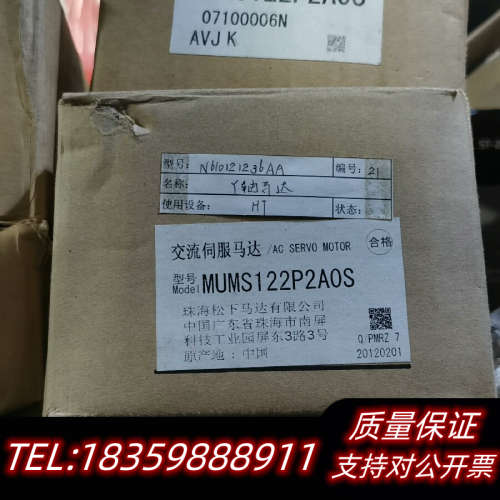 07100006N
AVJK
型号: N61012123bAA 编号: 21
名称: Y轴马达
使用设备: HT 状态:
交流伺服马达/AC SERVO MOTOR 合格
型号
Model MUMS122P2A0S
珠海松下马达有限公司
中国广东省珠海市南屏
科技工业园屏东3路3号
原产地:中国
Q/PMRZ 7
20120201
TEL:18359888911
质量保证
支持对公开票